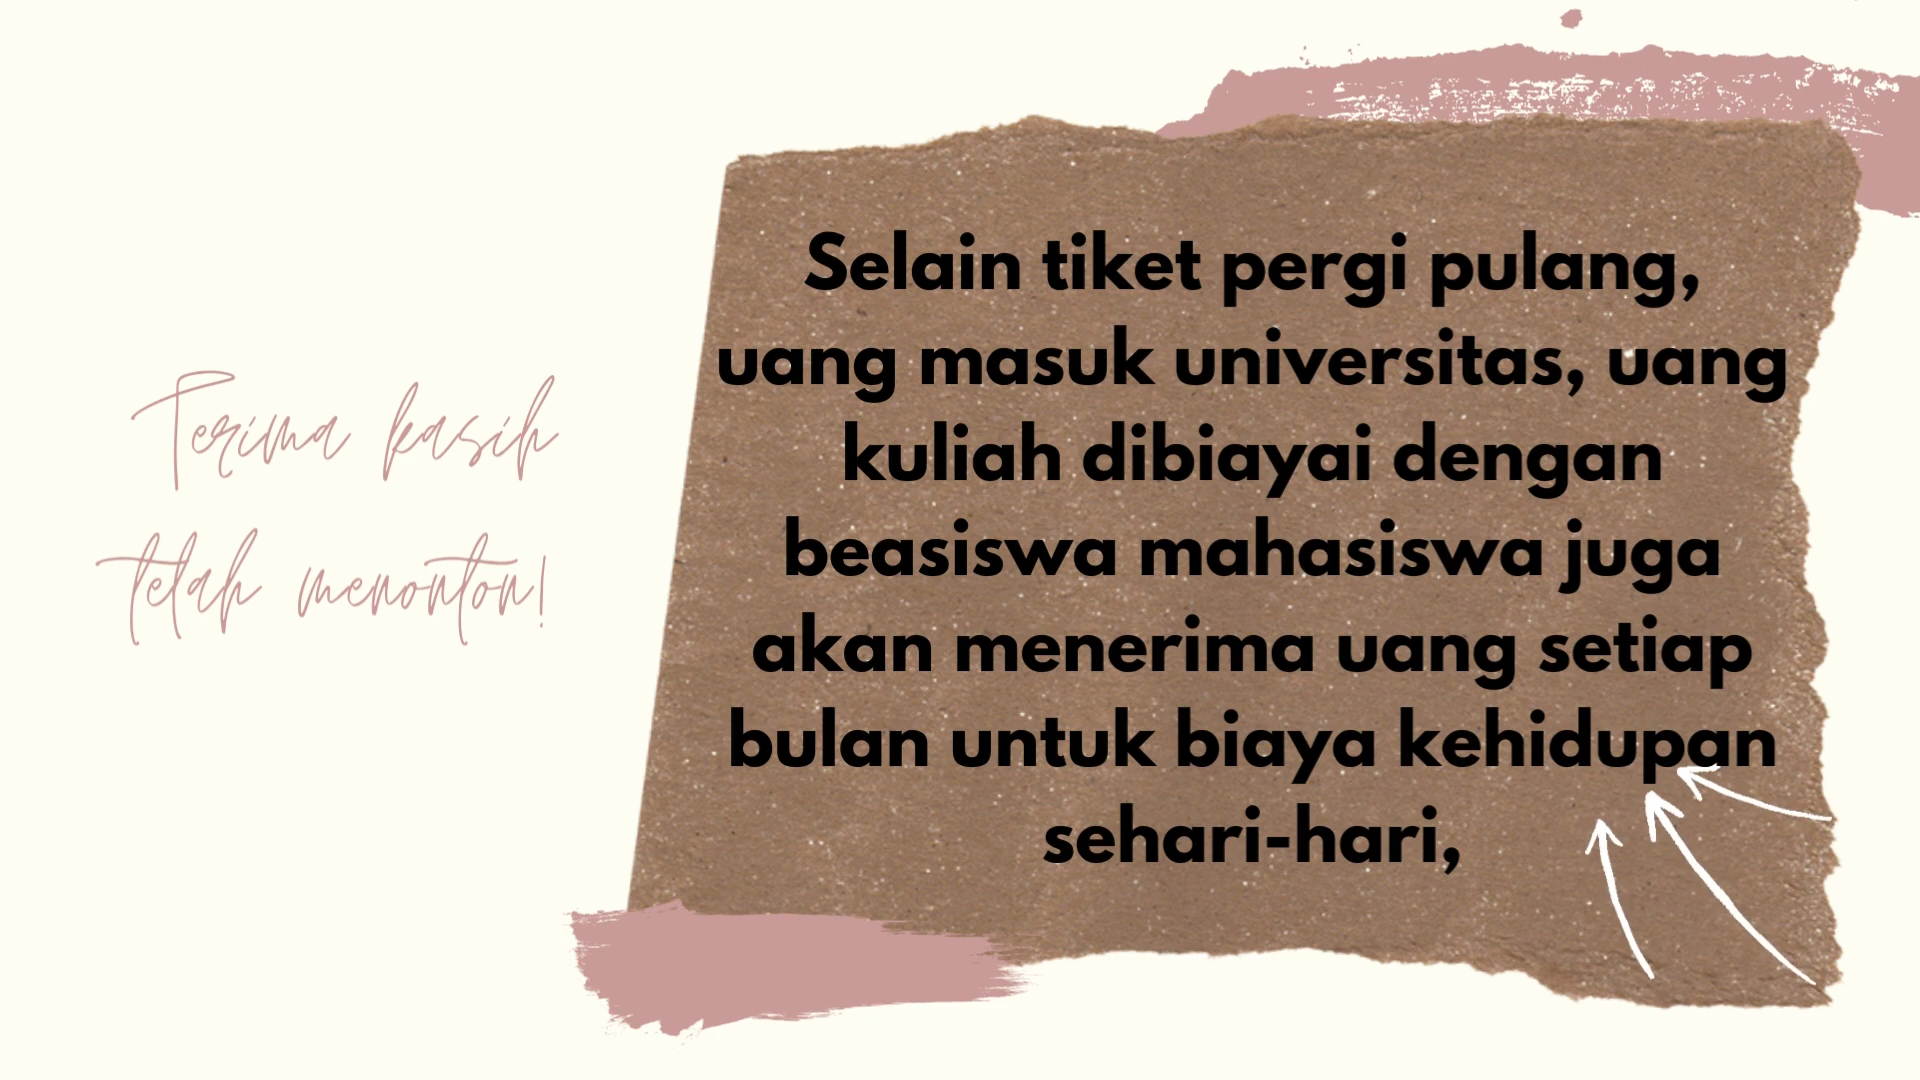 Terima kasih
telah menonton!
Selain tiket pergi pulang,
uang masuk universitas, uang
kuliah dibiayai dengan
beasiswa mahasiswa juga
akan menerima uang setiap
bulan untuk biaya kehidupan
sehari-hari,